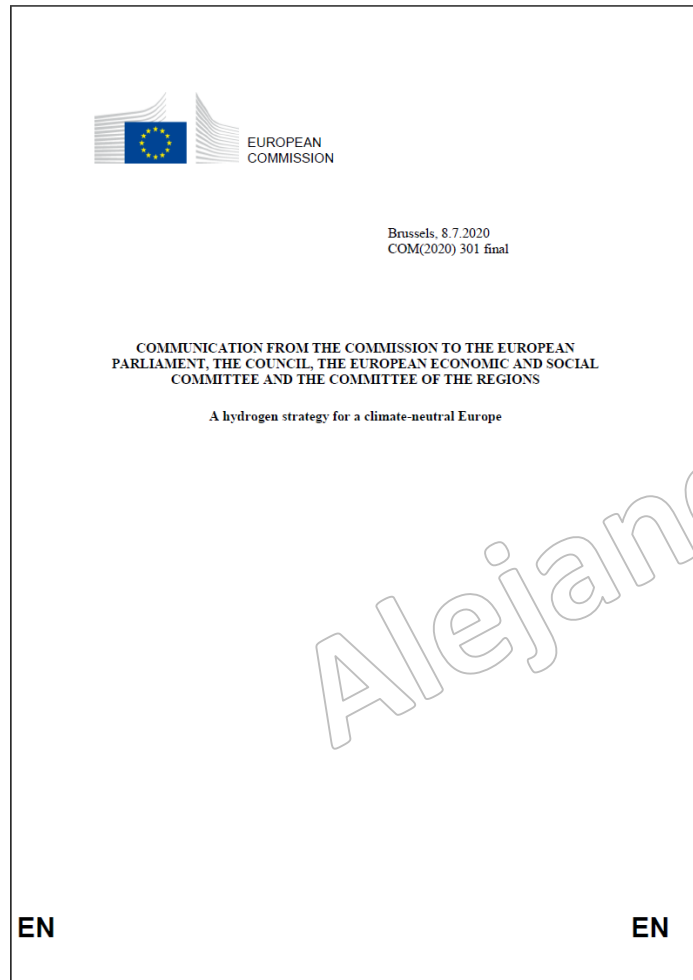 EUROPEAN
COMMISSION
Brussels, 8.7.2020
COM(2020) 301 final
COMMUNICATION FROM THE COMMISSION TO THE EUROPEAN
PARLIAMENT, THE COUNCIL, THE EUROPEAN ECONOMIC AND SOCIAL
COMMITTEE AND THE COMMITTEE OF THE REGIONS
A hydrogen strategy for a climate-neutral Europe
EN
EN